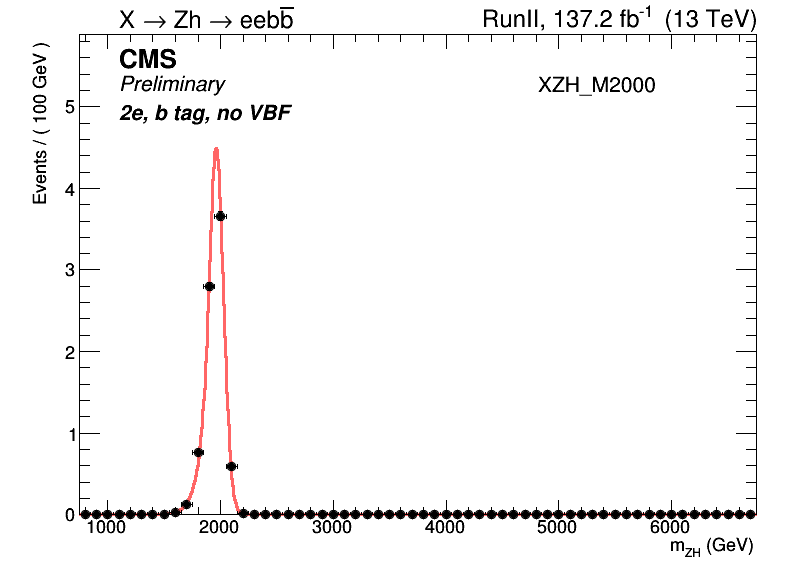 X → Zh → eebb̅
RunII, 137.2 fb⁻¹ (13 TeV)
CMS
Preliminary
2e, b tag, no VBF
XZH_M2000
Events / ( 100 GeV )
5
4
3
2
1
0
1000 2000 3000 4000 5000 6000
m_ZH (GeV)